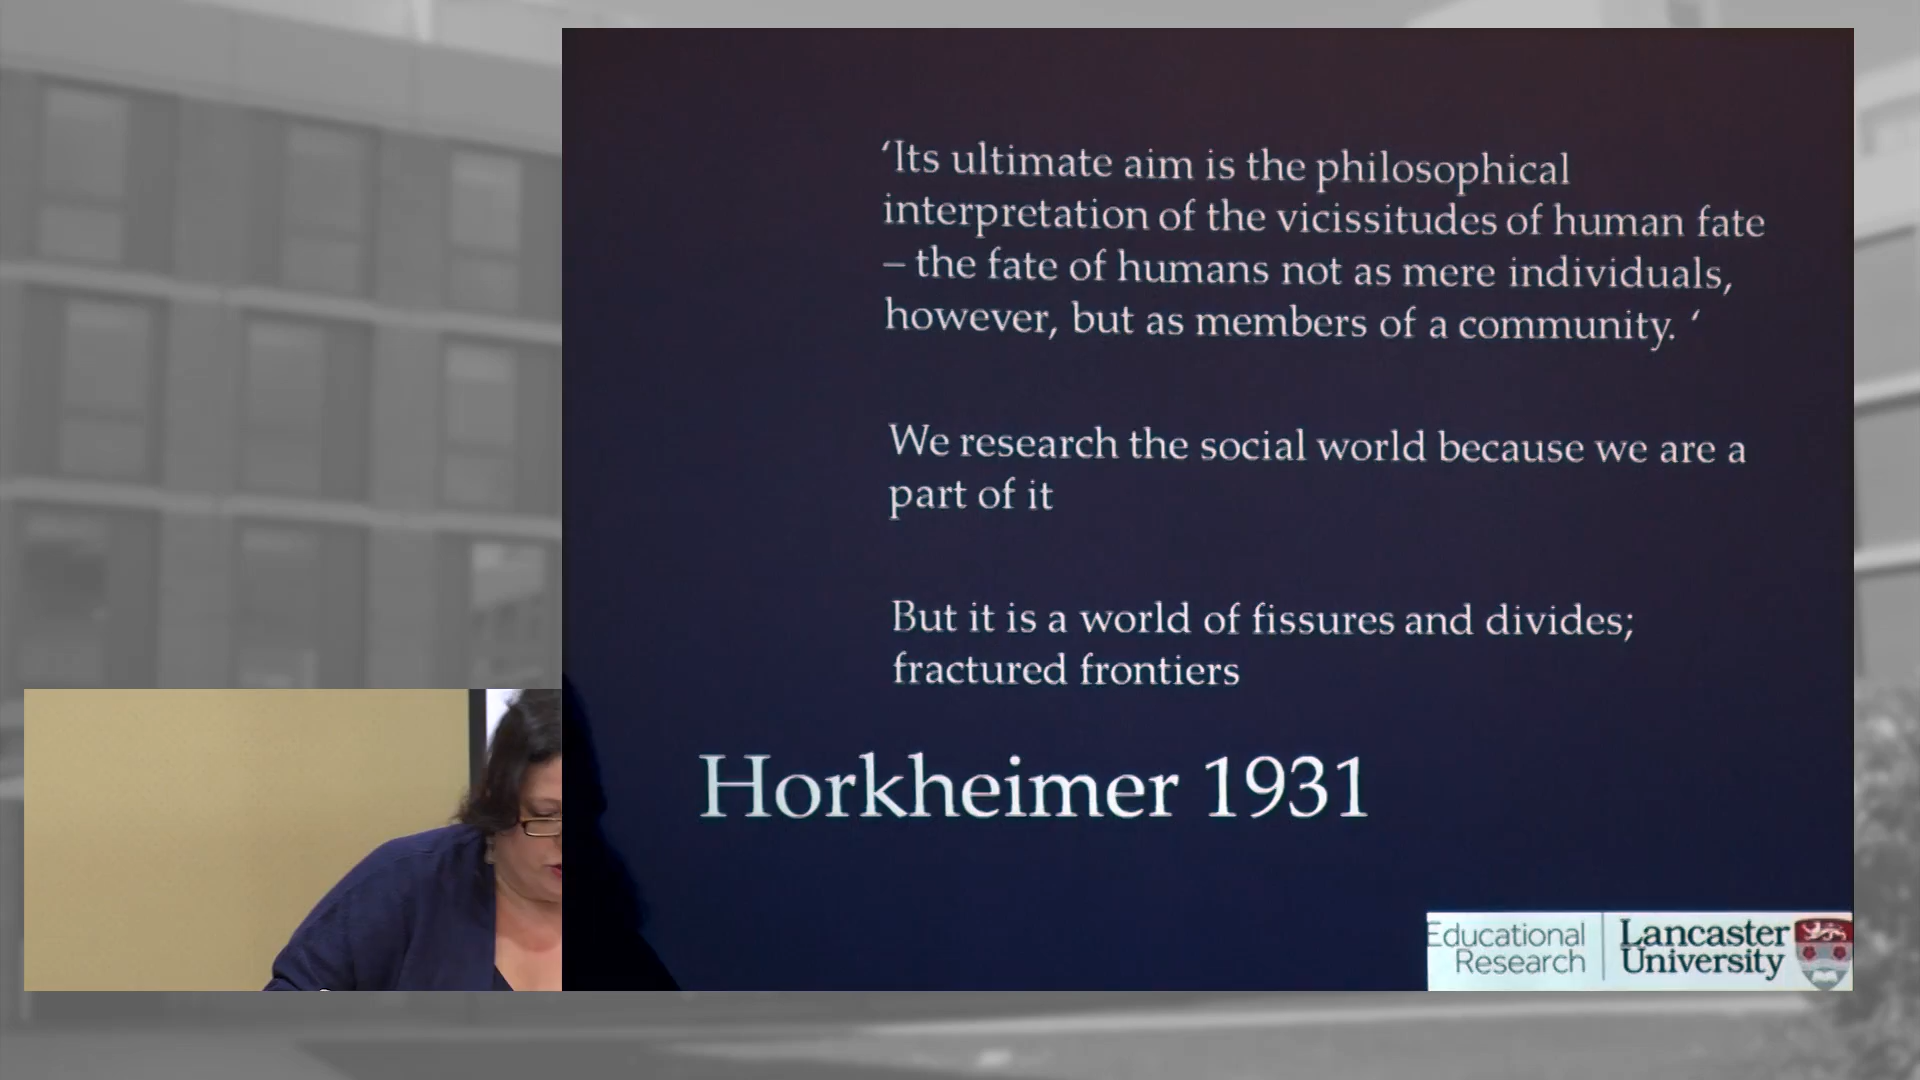 ‘Its ultimate aim is the philosophical
interpretation of the vicissitudes of human fate
– the fate of humans not as mere individuals,
however, but as members of a community. ‘
We research the social world because we are a
part of it
But it is a world of fissures and divides;
fractured frontiers
Horkheimer 1931
Educational
Research
Lancaster
University